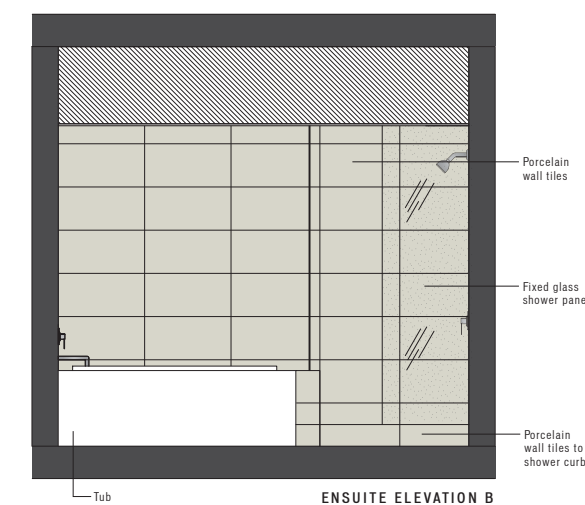 Porcelain
wall tiles
Fixed glass
shower pane
Porcelain
wall tiles to
shower curb
Tub
ENSUITE ELEVATION B